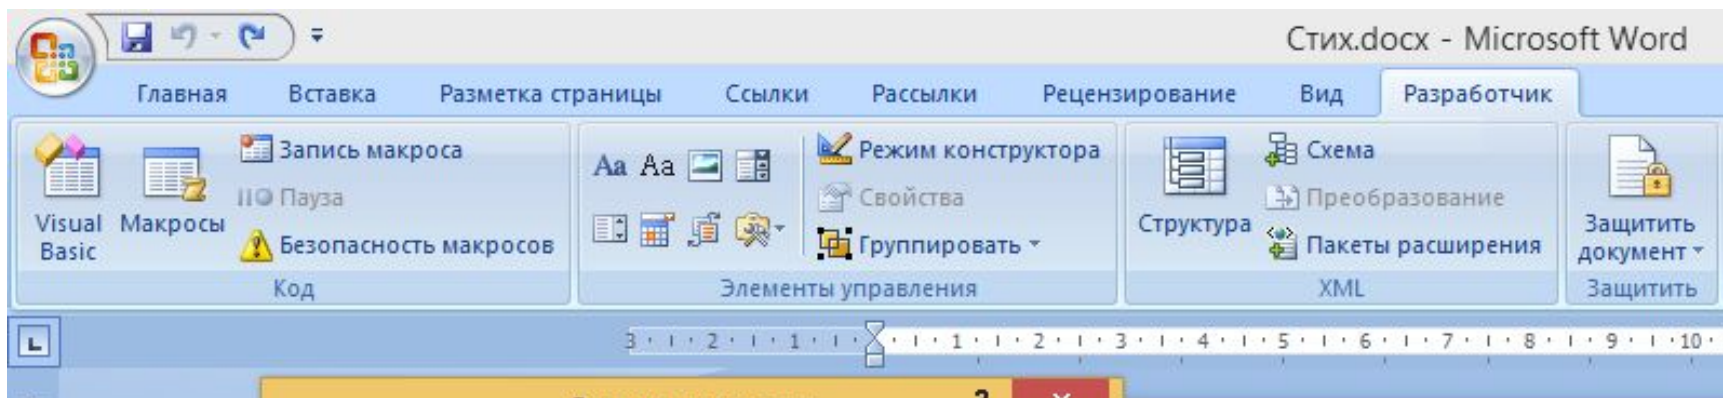 Стих.docx - Microsoft Word
Главная Вставка Разметка страницы Ссылки Рассылки Рецензирование Вид Разработчик
Visual Basic
Макросы
Запись макроса
Пауза
Безопасность макросов
Код
Aa Aa
Режим конструктора
Свойства
Группировать
Элементы управления
Структура
Схема
Преобразование
Пакеты расширения
XML
Защитить документ
Защитить
L
3 2 1 1 2 3 4 5 6 7 8 9 10